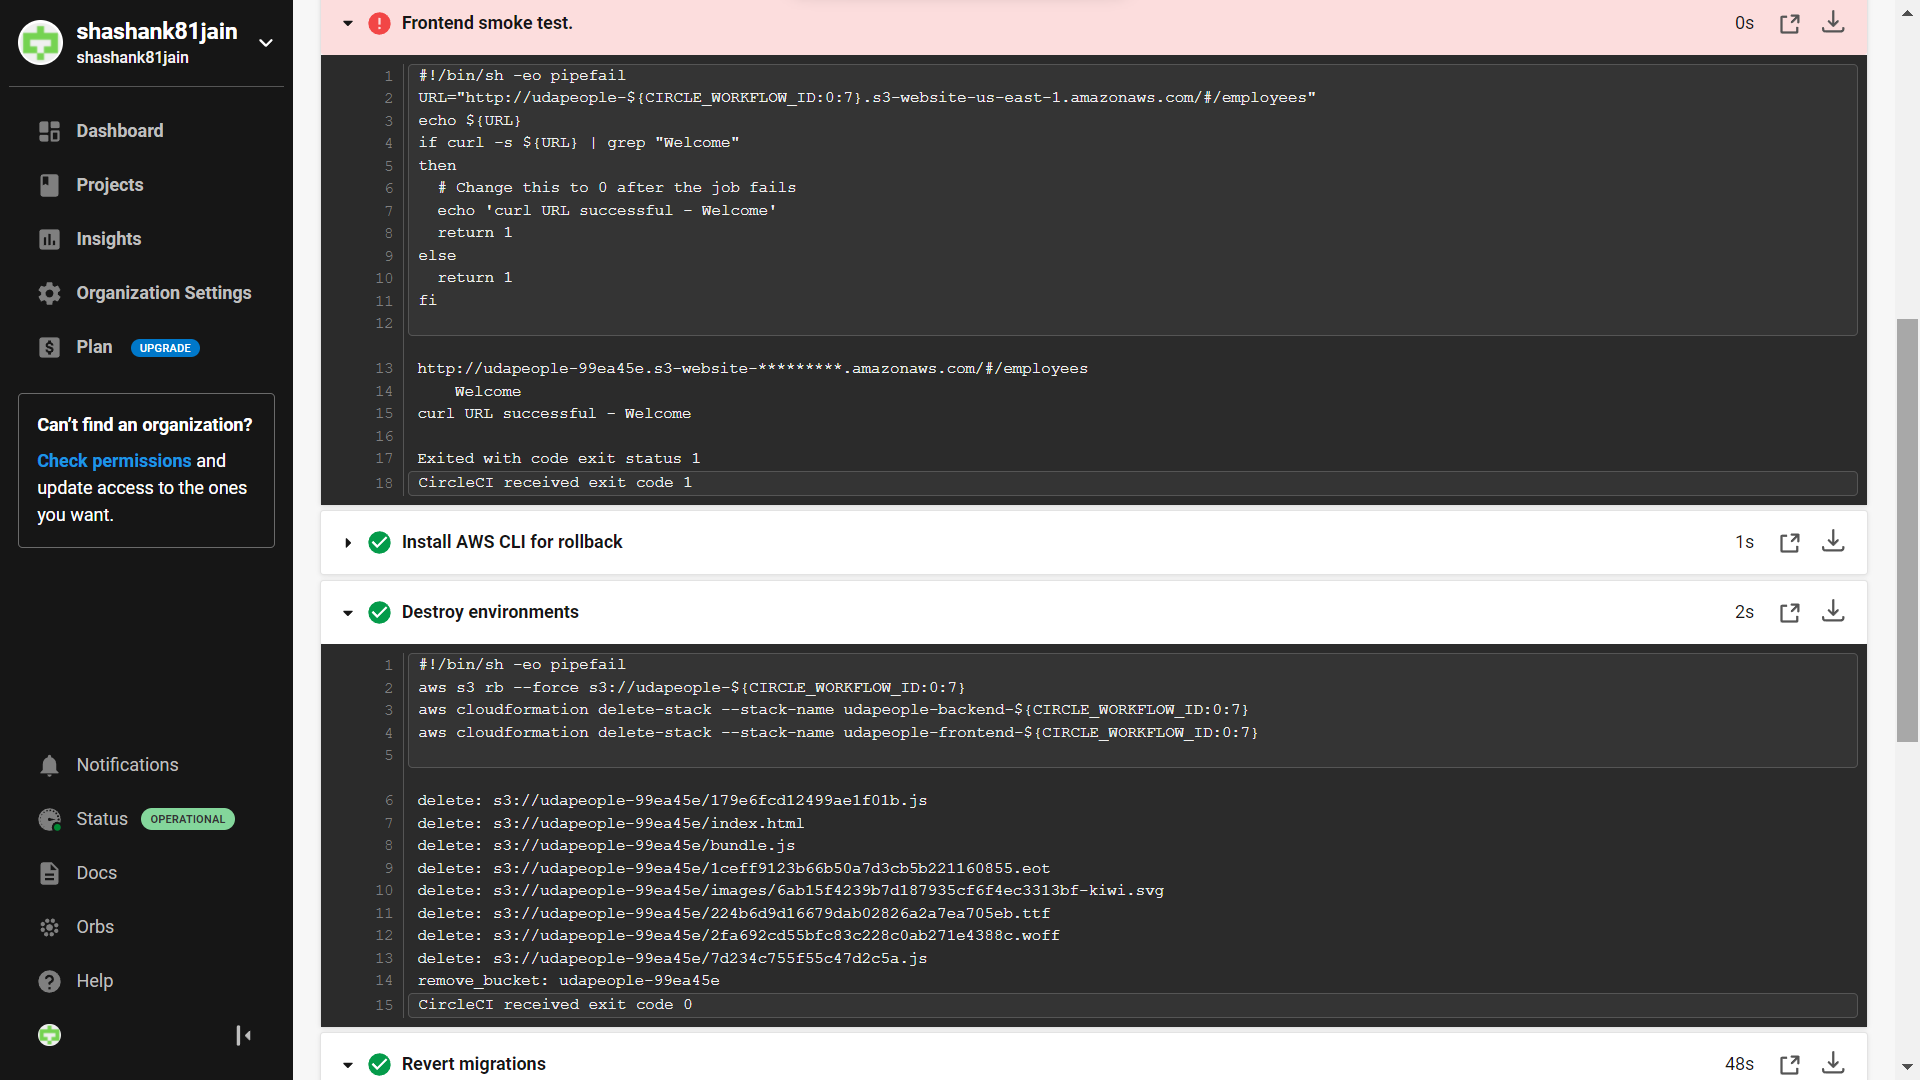 shashank81jain
shashank81jain
Dashboard
Projects
Insights
Organization Settings
Plan UPGRADE
Can't find an organization?
Check permissions and
update access to the ones
you want.
Notifications
Status OPERATIONAL
Docs
Orbs
Help
Frontend smoke test. 0s
1 #!/bin/sh -eo pipefail
2 URL="http://udapeople-${CIRCLE_WORKFLOW_ID:0:7}.s3-website-us-east-1.amazonaws.com/#/employees"
3 echo ${URL}
4 if curl -s ${URL} | grep "Welcome"
5 then
6 # Change this to 0 after the job fails
7 echo 'curl URL successful - Welcome'
8 return 1
9 else
10 return 1
11 fi
12
13 http://udapeople-99ea45e.s3-website-*********.amazonaws.com/#/employees
14 Welcome
15 curl URL successful - Welcome
16
17 Exited with code exit status 1
18 CircleCI received exit code 1
Install AWS CLI for rollback 1s
Destroy environments 2s
1 #!/bin/sh -eo pipefail
2 aws s3 rb --force s3://udapeople-${CIRCLE_WORKFLOW_ID:0:7}
3 aws cloudformation delete-stack --stack-name udapeople-backend-${CIRCLE_WORKFLOW_ID:0:7}
4 aws cloudformation delete-stack --stack-name udapeople-frontend-${CIRCLE_WORKFLOW_ID:0:7}
5
6 delete: s3://udapeople-99ea45e/179e6fcd12499ae1f01b.js
7 delete: s3://udapeople-99ea45e/index.html
8 delete: s3://udapeople-99ea45e/bundle.js
9 delete: s3://udapeople-99ea45e/1ceff9123b66b50a7d3cb5b221160855.eot
10 delete: s3://udapeople-99ea45e/images/6ab15f4239b7d187935cf6f4ec3313bf-kiwi.svg
11 delete: s3://udapeople-99ea45e/224b6d9d16679dab02826a2a7ea705eb.ttf
12 delete: s3://udapeople-99ea45e/2fa692cd55bfc83c228c0ab271e4388c.woff
13 delete: s3://udapeople-99ea45e/7d234c755f55c47d2c5a.js
14 remove_bucket: udapeople-99ea45e
15 CircleCI received exit code 0
Revert migrations 48s